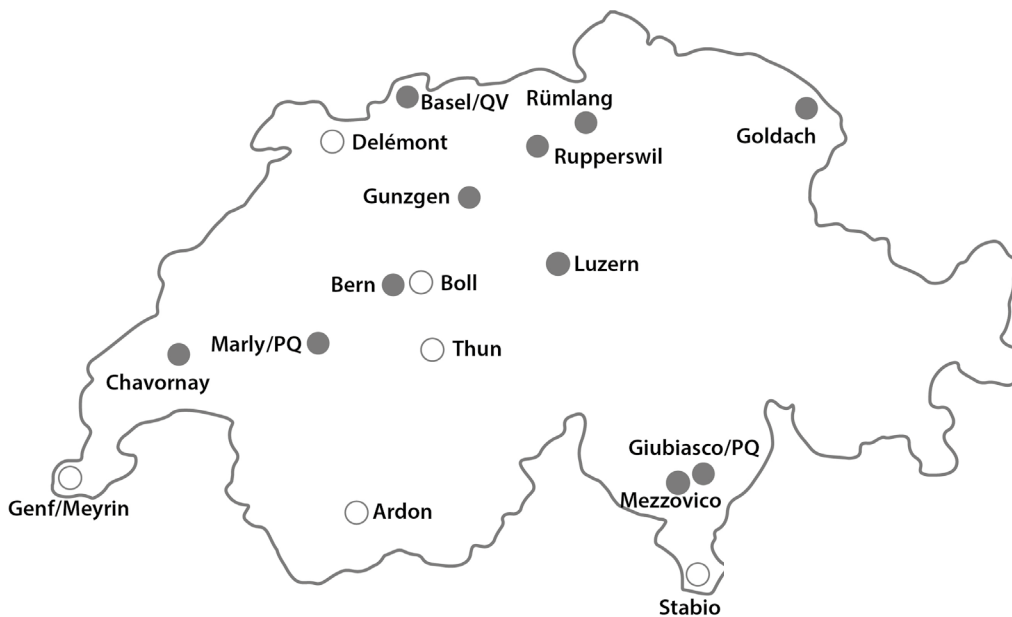 Basel/QV
Rümlang
Delémont
Rupperswil
Goldach
Gunzgen
Luzern
Bern
Boll
Marly/PQ
Thun
Chavornay
Giubiasco/PQ
Mezzovico
Genf/Meyrin
Ardon
Stabio